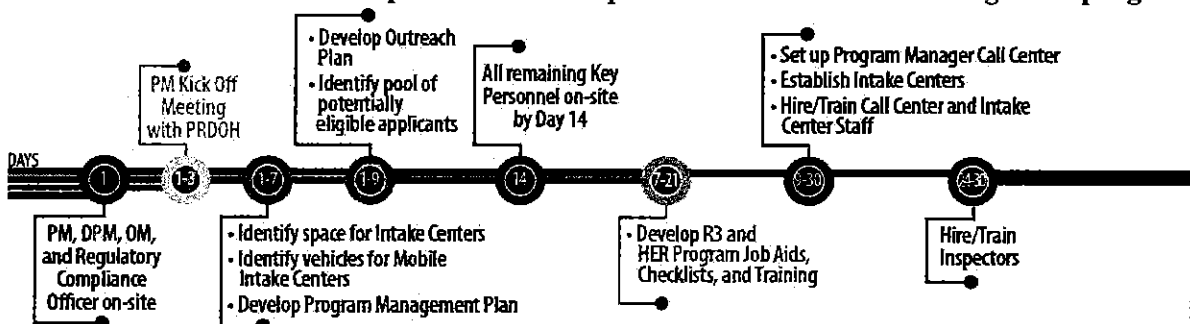 • Develop Outreach
Plan
• Identify pool of
potentially
eligible applicants
PM Kick Off
Meeting
with PRDOH
All remaining Key
Personnel on-site
by Day 14
• Set up Program Manager Call Center
• Establish Intake Centers
• Hire/Train Call Center and Intake
Center Staff
DAYS
1
1-3
1-7
1-9
14
7-21
PM, DPM, OM,
and Regulatory
Compliance
Officer on-site
• Identify space for Intake Centers
• Identify vehicles for Mobile
Intake Centers
• Develop Program Management Plan
• Develop R3 and
HER Program Job Aids,
Checklists, and Training
Hire/Train
Inspectors